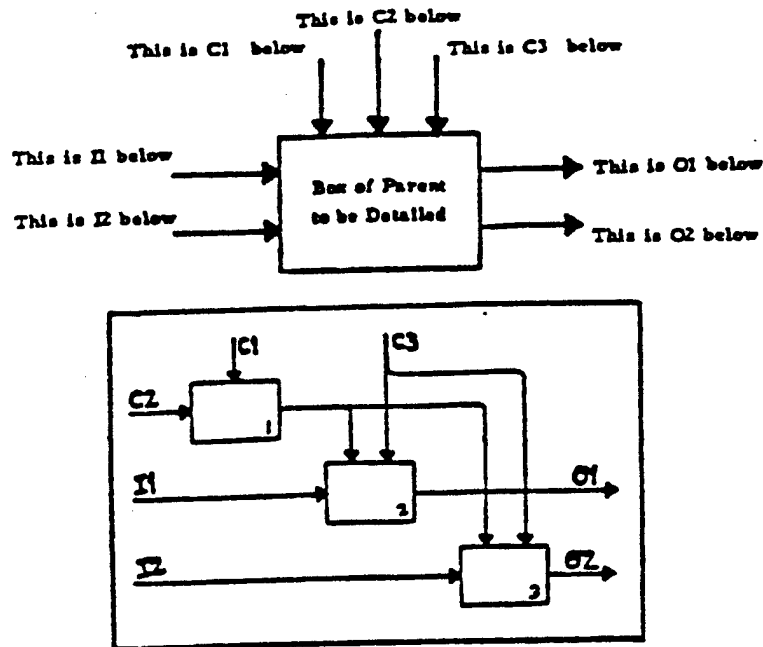 This is C2 below
This is C1 below
This is C3 below
This is I1 below
This is O1 below
Box of Parent
to be Detailed
This is I2 below
This is O2 below
C1
C3
C2
1
I1
O1
2
I2
O2
3